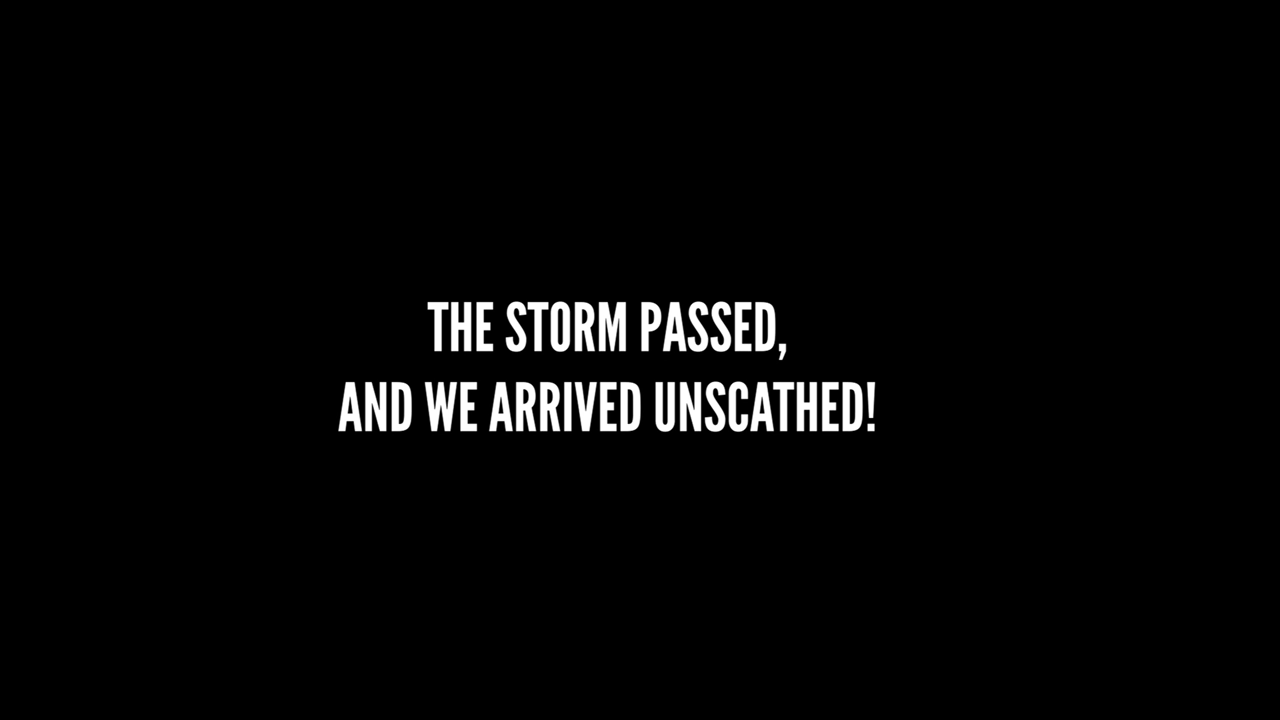 THE STORM PASSED,
AND WE ARRIVED UNSCATHED!